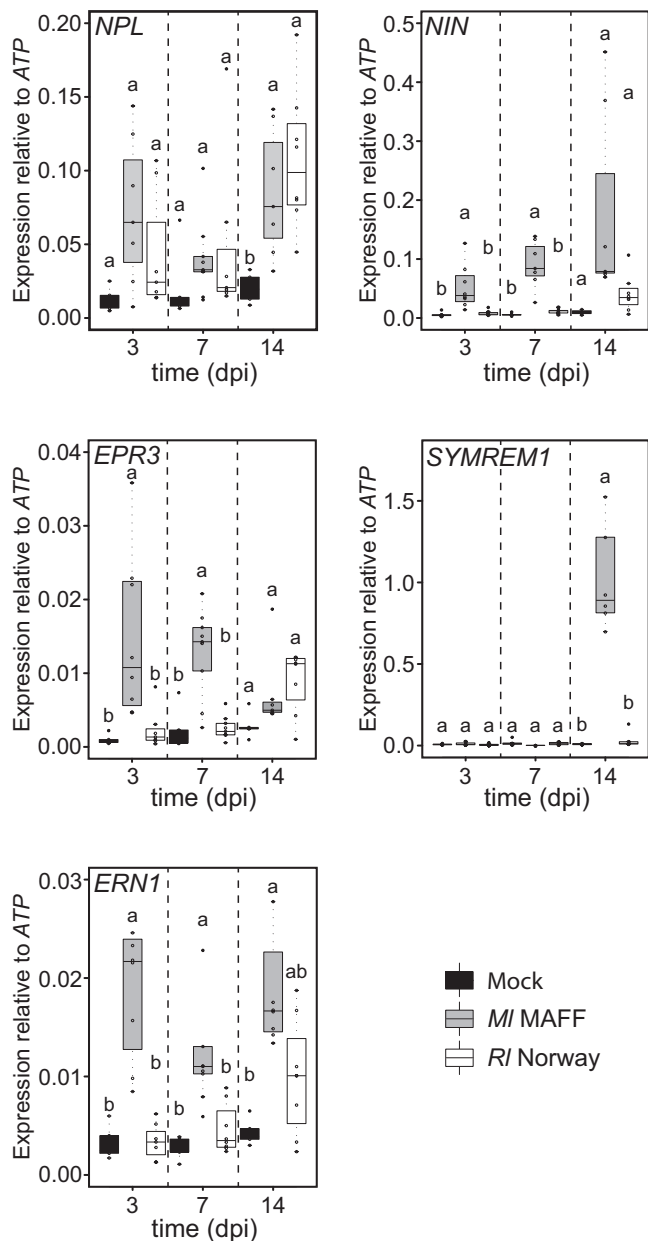 NPL
Expression relative to ATP
0.20
0.15
0.10
0.05
0.00
a a a a a a b a a
3 7 14
time (dpi)
NIN
Expression relative to ATP
0.5
0.4
0.3
0.2
0.1
0.0
b a b b a b a a a
3 7 14
time (dpi)
EPR3
Expression relative to ATP
0.04
0.03
0.02
0.01
0.00
b a b b a b a a a
3 7 14
time (dpi)
SYMREM1
Expression relative to ATP
1.5
1.0
0.5
0.0
a a a a a a b a b
3 7 14
time (dpi)
ERN1
Expression relative to ATP
0.03
0.02
0.01
0.00
b a b b a b b a ab
3 7 14
time (dpi)
Mock
Ml MAFF
Rl Norway